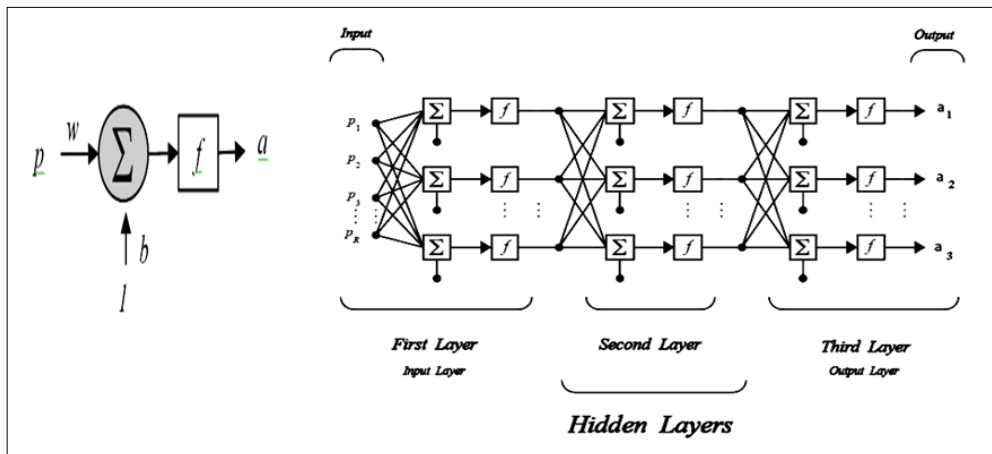 p
w
Σ
f
a
b
1
Input
Output
p1
p2
p3
pR
Σ f Σ f Σ f a1
Σ f Σ f Σ f a2
Σ f Σ f Σ f a3
First Layer
Input Layer
Second Layer
Third Layer
Output Layer
Hidden Layers